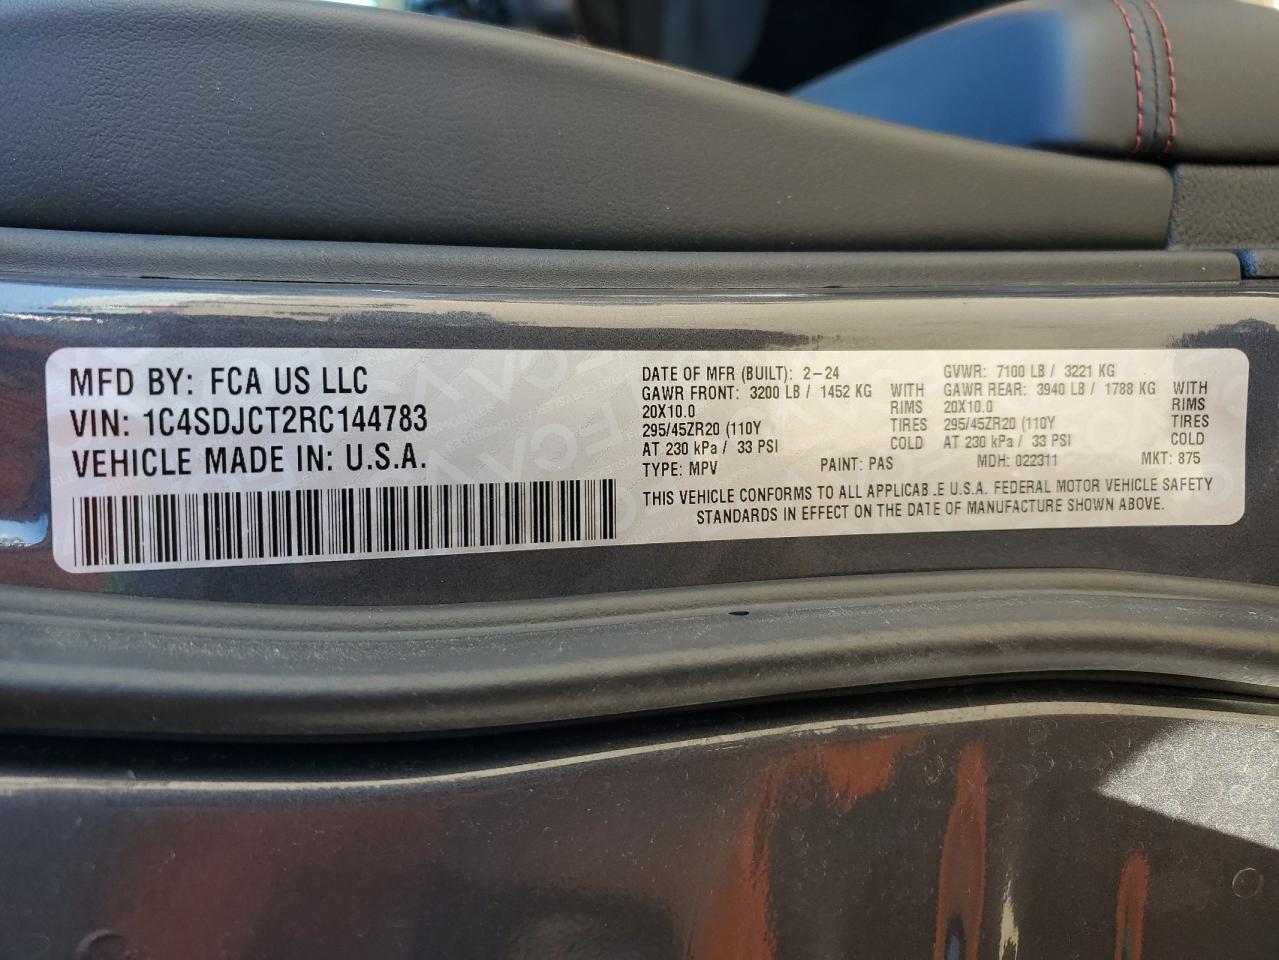 MFD BY: FCA US LLC
VIN: 1C4SDJCT2RC144783
VEHICLE MADE IN: U.S.A.
DATE OF MFR (BUILT): 2-24
GAWR FRONT: 3200 LB / 1452 KG WITH
20X10.0 RIMS
295/45ZR20 (110Y TIRES
AT 230 kPa / 33 PSI COLD
TYPE: MPV
GVWR: 7100 LB / 3221 KG
GAWR REAR: 3940 LB / 1788 KG WITH
20X10.0 RIMS
295/45ZR20 (110Y TIRES
AT 230 kPa / 33 PSI COLD
PAINT: PAS MDH: 022311 MKT: 875
THIS VEHICLE CONFORMS TO ALL APPLICABLE U.S.A. FEDERAL MOTOR VEHICLE SAFETY
STANDARDS IN EFFECT ON THE DATE OF MANUFACTURE SHOWN ABOVE.